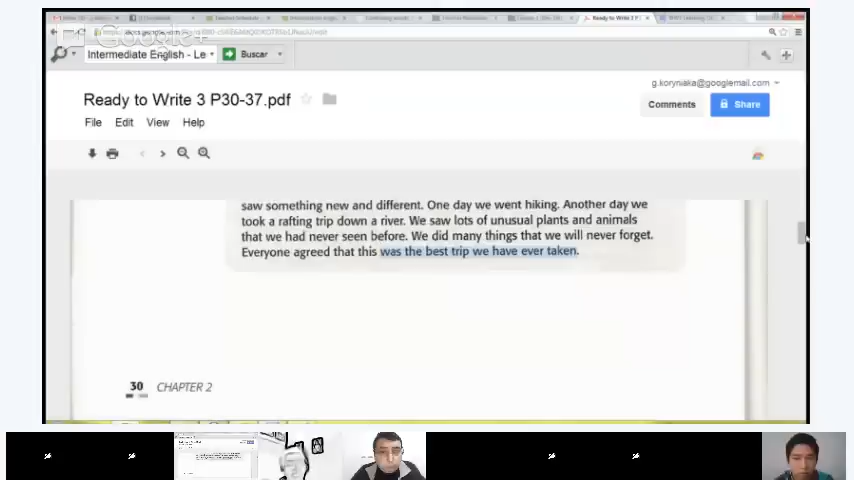 Google+
Intermediate English - Le
Buscar
g.koryniaka@googlemail.com
Ready to Write 3 P30-37.pdf
Comments
Share
File Edit View Help
saw something new and different. One day we went hiking. Another day we
took a rafting trip down a river. We saw lots of unusual plants and animals
that we had never seen before. We did many things that we will never forget.
Everyone agreed that this was the best trip we have ever taken.
30 CHAPTER 2